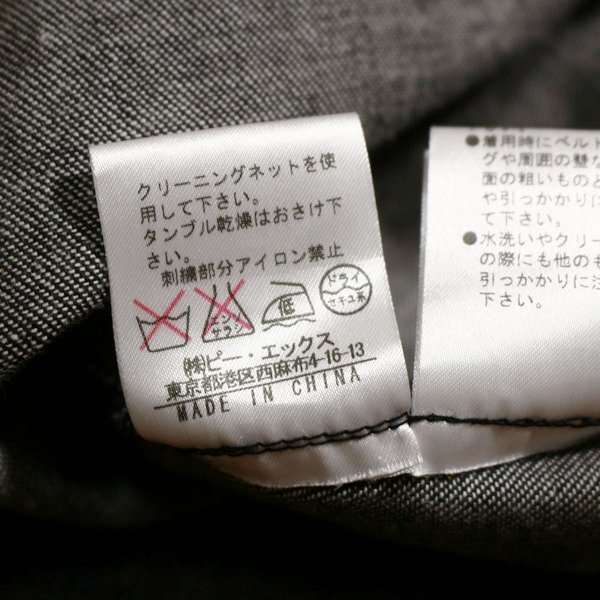 クリーニングネットを使
用して下さい。
タンブル乾燥はおさけ下
さい。
刺繍部分アイロン禁止
エンソ
サラシ
低
ドライ
セキユ系
㈱ピー・エックス
東京都港区西麻布4-16-13
MADE IN CHINA
●着用時にベルト
グや周囲の
面の粗いものと
や引っかかりに
て下さい。
●水洗いやクリー
の際にも他のも
引っかかりに注
下さい。